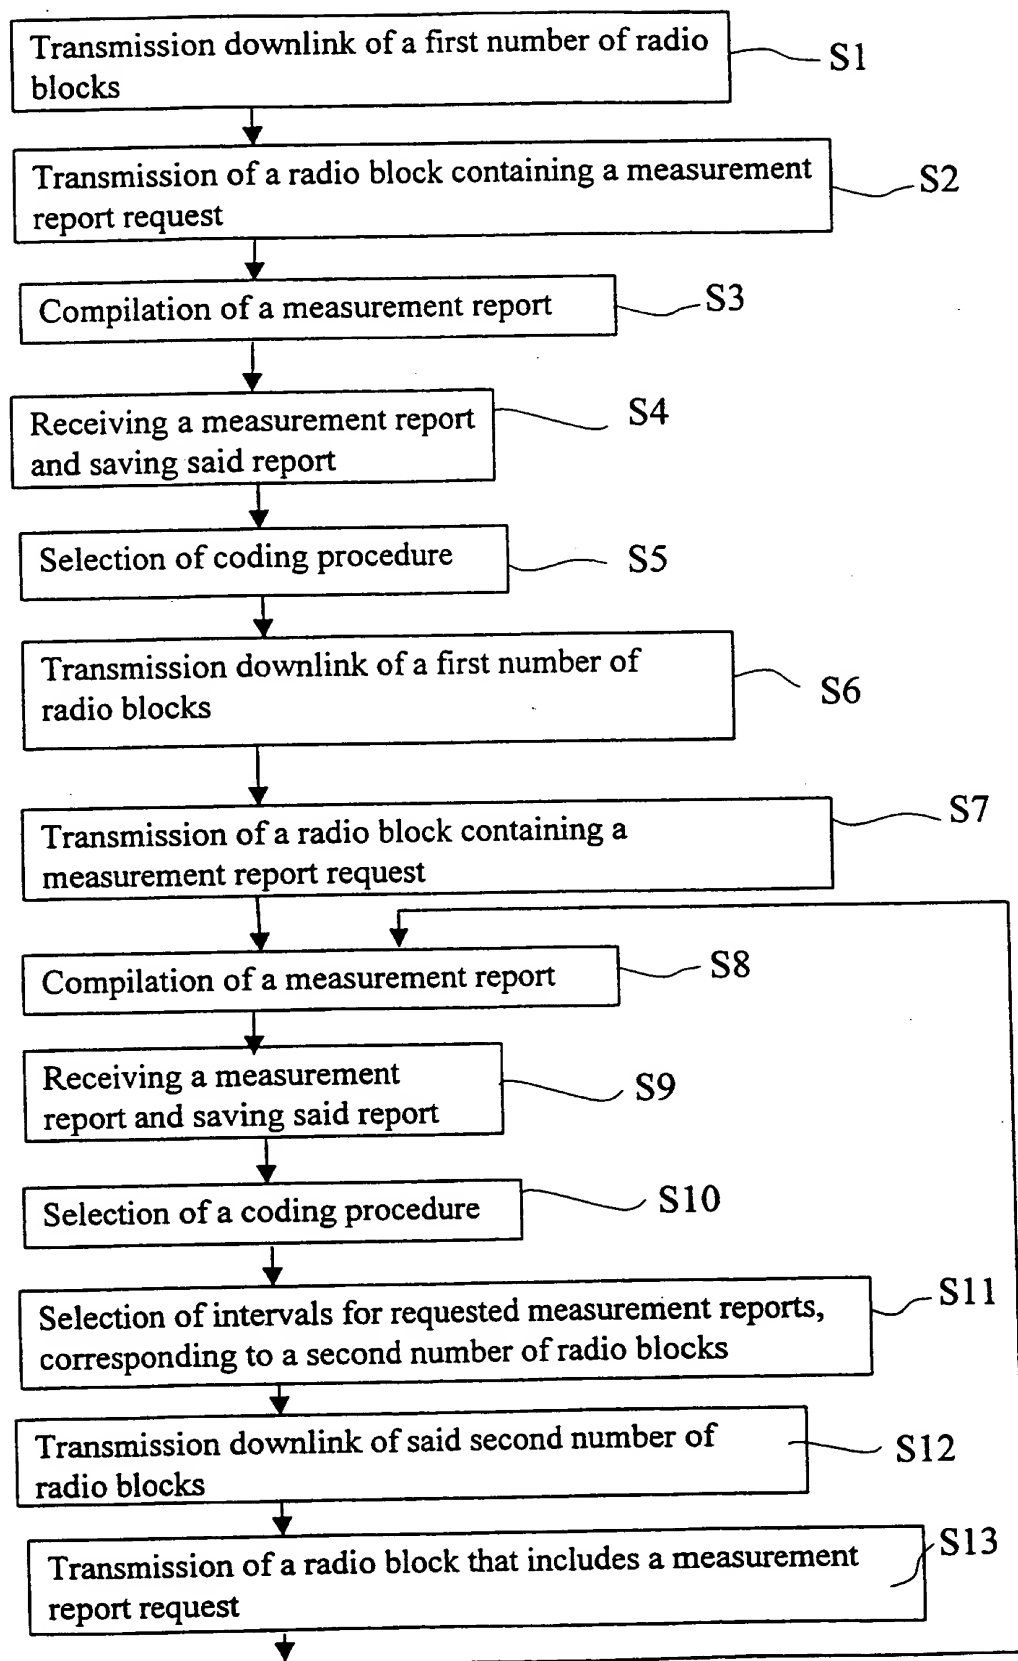 Transmission downlink of a first number of radio
blocks
S1
Transmission of a radio block containing a measurement
report request
S2
Compilation of a measurement report
S3
Receiving a measurement report
and saving said report
S4
Selection of coding procedure
S5
Transmission downlink of a first number of
radio blocks
S6
Transmission of a radio block containing a
measurement report request
S7
Compilation of a measurement report
S8
Receiving a measurement
report and saving said report
S9
Selection of a coding procedure
S10
Selection of intervals for requested measurement reports,
corresponding to a second number of radio blocks
S11
Transmission downlink of said second number of
radio blocks
S12
Transmission of a radio block that includes a measurement
report request
S13